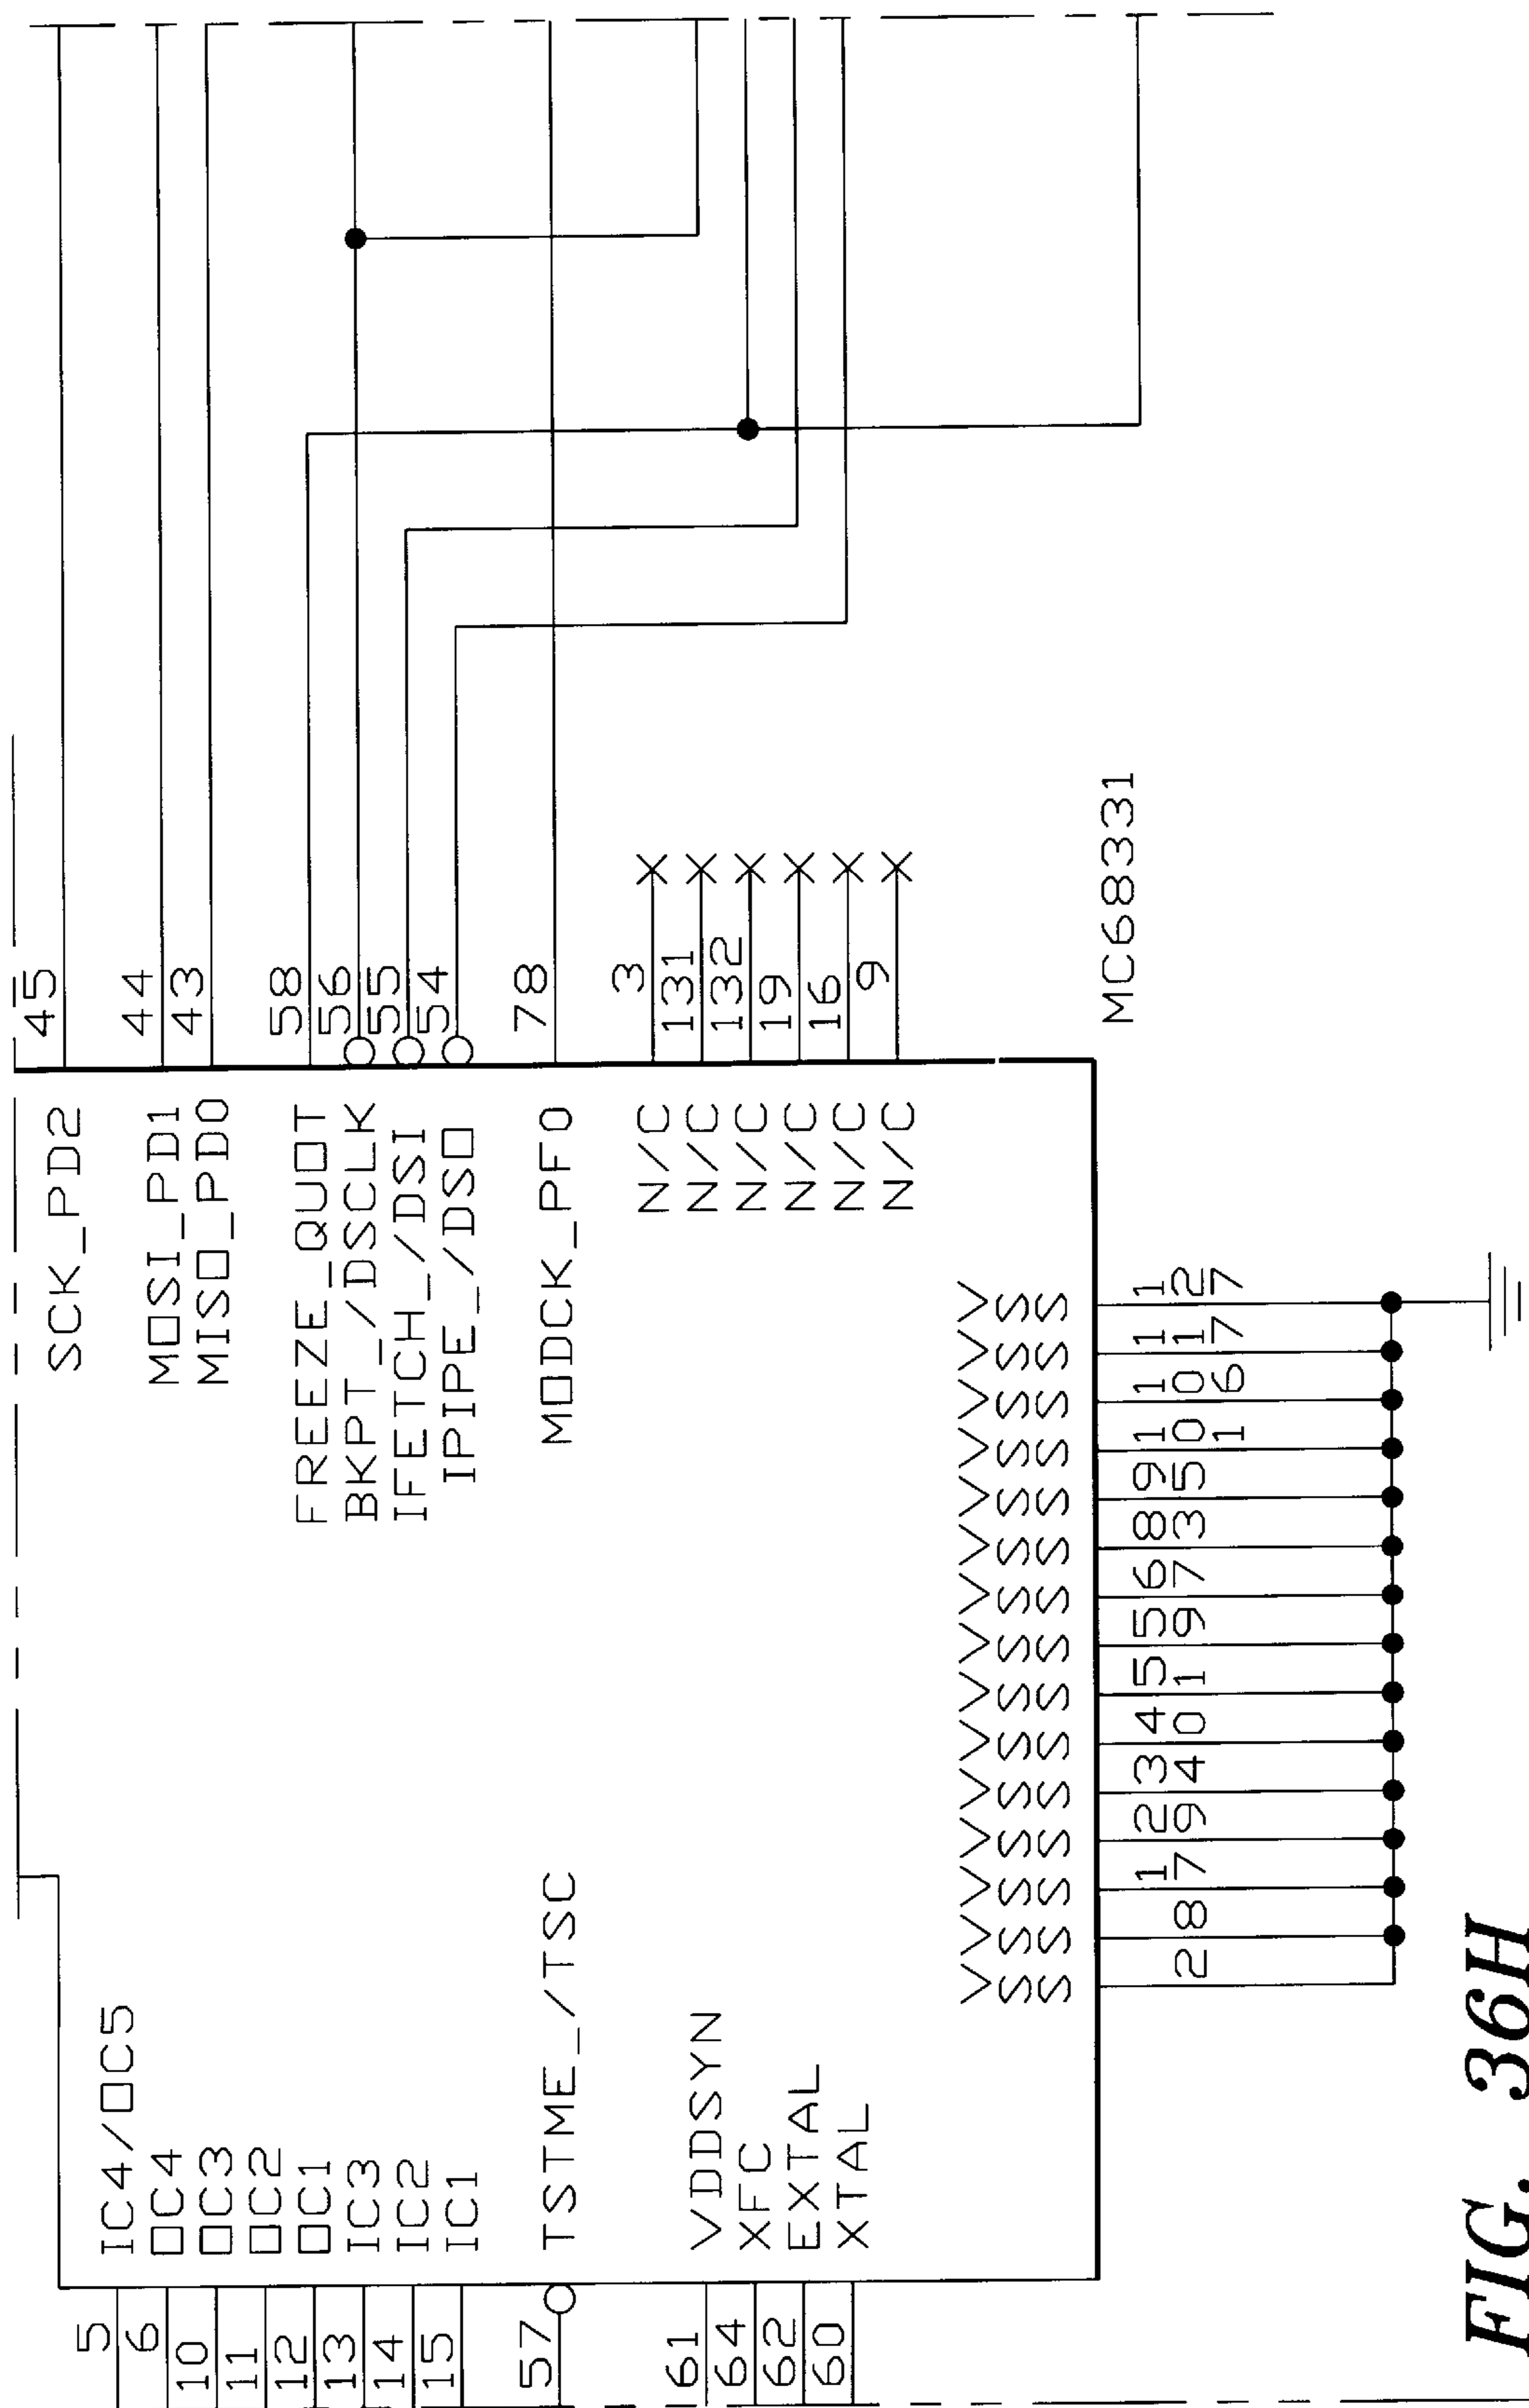 45
44
43
58
56
55
54
78
3
131
132
19
16
9
SCK_PD2
MOSI_PD1
MISO_PD0
FREEZE_QUOT
BKPT_/DSCLK
IFETCH_/DSI
IPIPE_/DSO
MODCK_PF0
N/C
N/C
N/C
N/C
N/C
N/C
MC68331
IC4/OC5
OC4
OC3
OC2
OC1
IC3
IC2
IC1
TSTME_/TSC
VDDSYN
XFC
EXTAL
XTAL
5
6
10
11
12
13
14
15
57
61
64
62
60
VSS VSS VSS VSS VSS VSS VSS VSS VSS VSS VSS VSS VSS VSS VSS
2 8 17 29 34 40 51 59 67 83 95 101 106 117 127
FIG. 36H